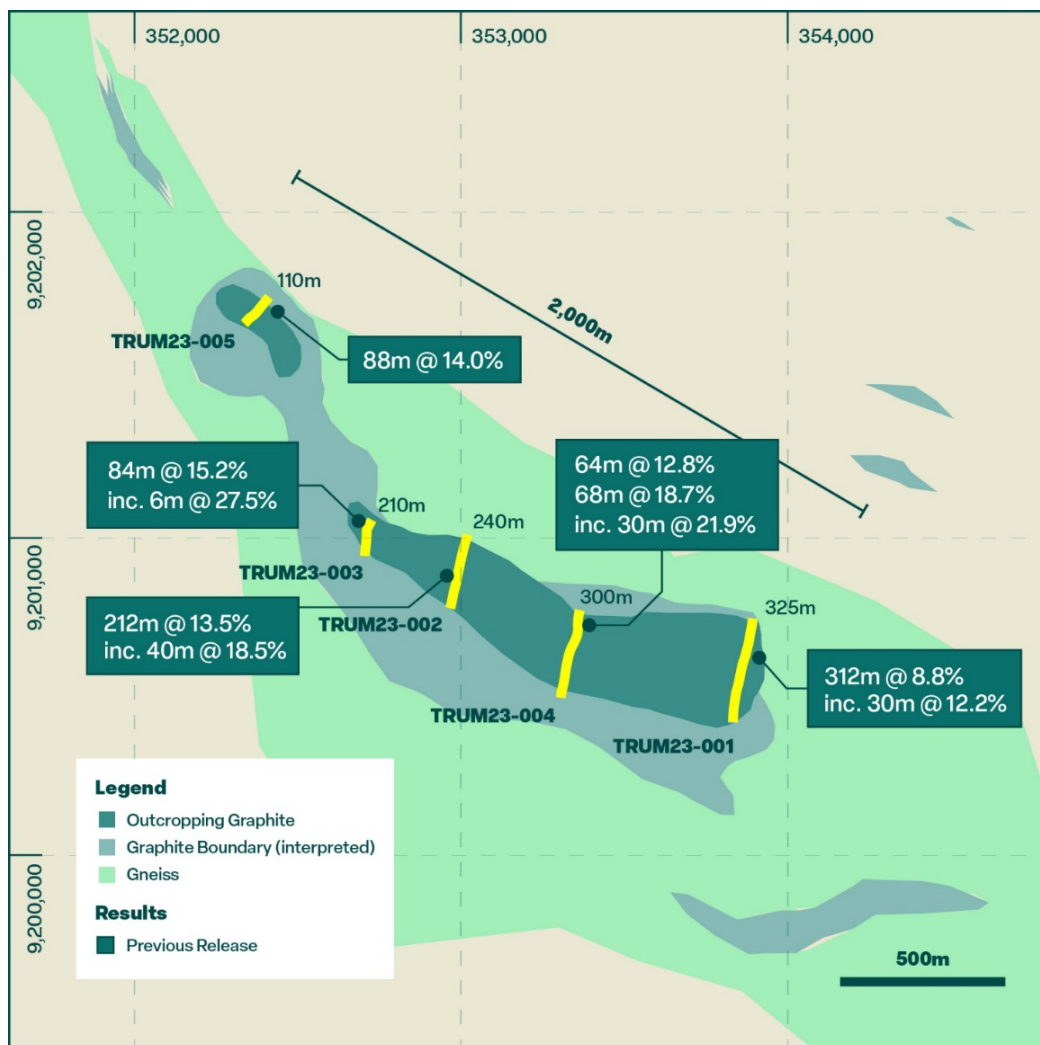 352,000
353,000
354,000
9,202,000
9,201,000
9,200,000
2,000m
110m
TRUM23-005
88m @ 14.0%
84m @ 15.2%
inc. 6m @ 27.5%
210m
TRUM23-003
240m
64m @ 12.8%
68m @ 18.7%
inc. 30m @ 21.9%
212m @ 13.5%
inc. 40m @ 18.5%
TRUM23-002
300m
TRUM23-004
325m
312m @ 8.8%
inc. 30m @ 12.2%
TRUM23-001
Legend
Outcropping Graphite
Graphite Boundary (interpreted)
Gneiss
Results
Previous Release
500m